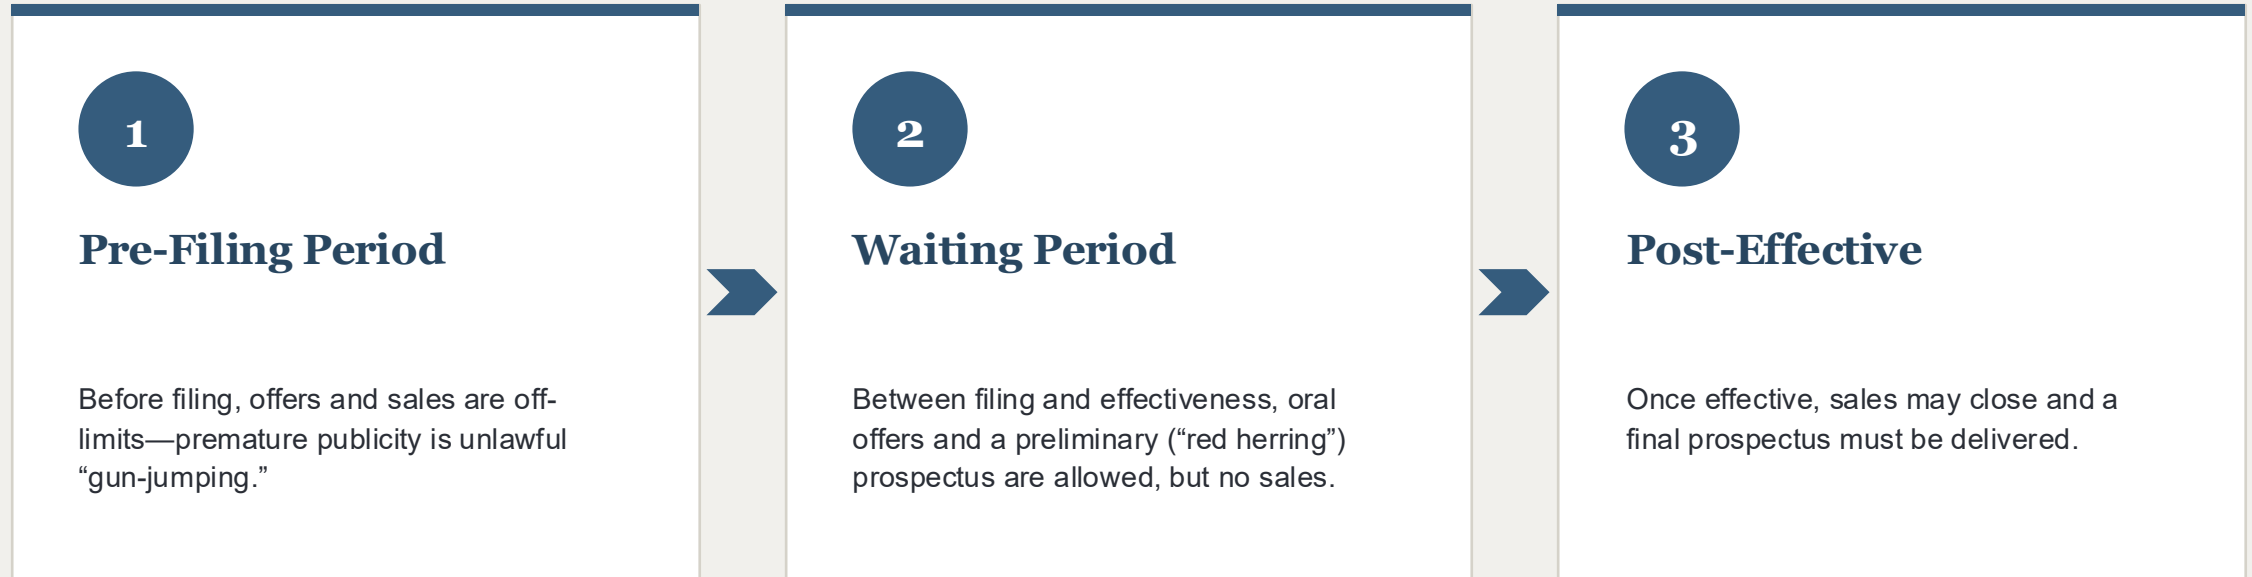 1
Pre-Filing Period
Before filing, offers and sales are off-
limits—premature publicity is unlawful
“gun-jumping.”
2
Waiting Period
Between filing and effectiveness, oral
offers and a preliminary (“red herring”)
prospectus are allowed, but no sales.
3
Post-Effective
Once effective, sales may close and a
final prospectus must be delivered.